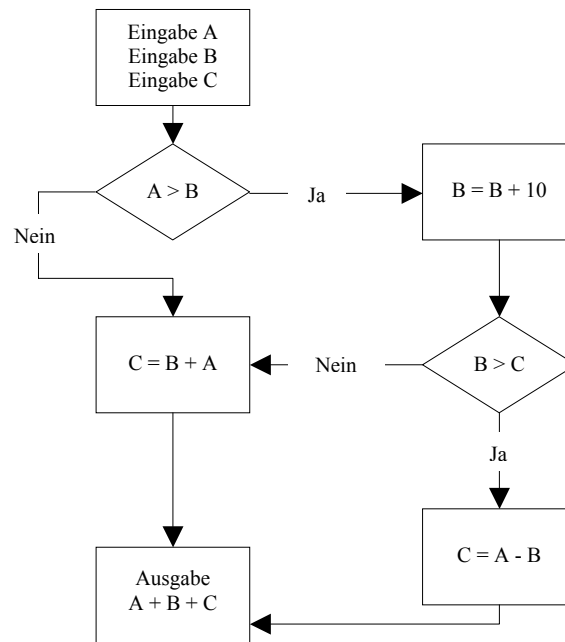 Eingabe A
Eingabe B
Eingabe C
A > B
Ja
B = B + 10
Nein
C = B + A
Nein
B > C
Ja
C = A - B
Ausgabe
A + B + C